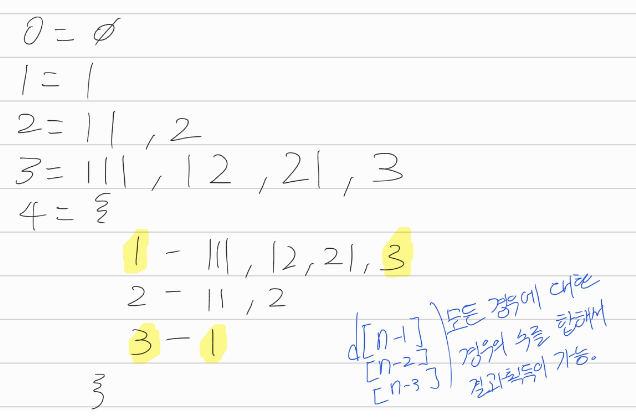 0 = ∅
1 = 1
2 = 11 , 2
3 = 111 , 12 , 21 , 3
4 = {
1 - 111 , 12 , 21 , 3
2 - 11 , 2
3 - 1
}
d[n-1]
[n-2]
[n-3]
모든 경우에 대한
경우의 수를 합해서
결과획득이 가능。